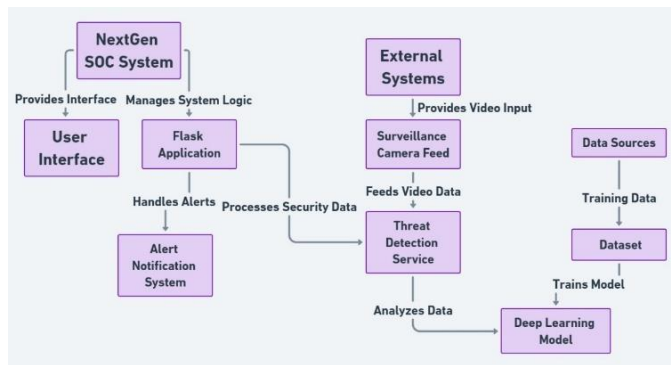 NextGen
SOC System
External
Systems
Provides Interface
Manages System Logic
Provides Video Input
User
Interface
Flask
Application
Surveillance
Camera Feed
Data Sources
Handles Alerts
Processes Security Data
Feeds Video Data
Training Data
Alert
Notification
System
Threat
Detection
Service
Dataset
Trains Model
Analyzes Data
Deep Learning
Model